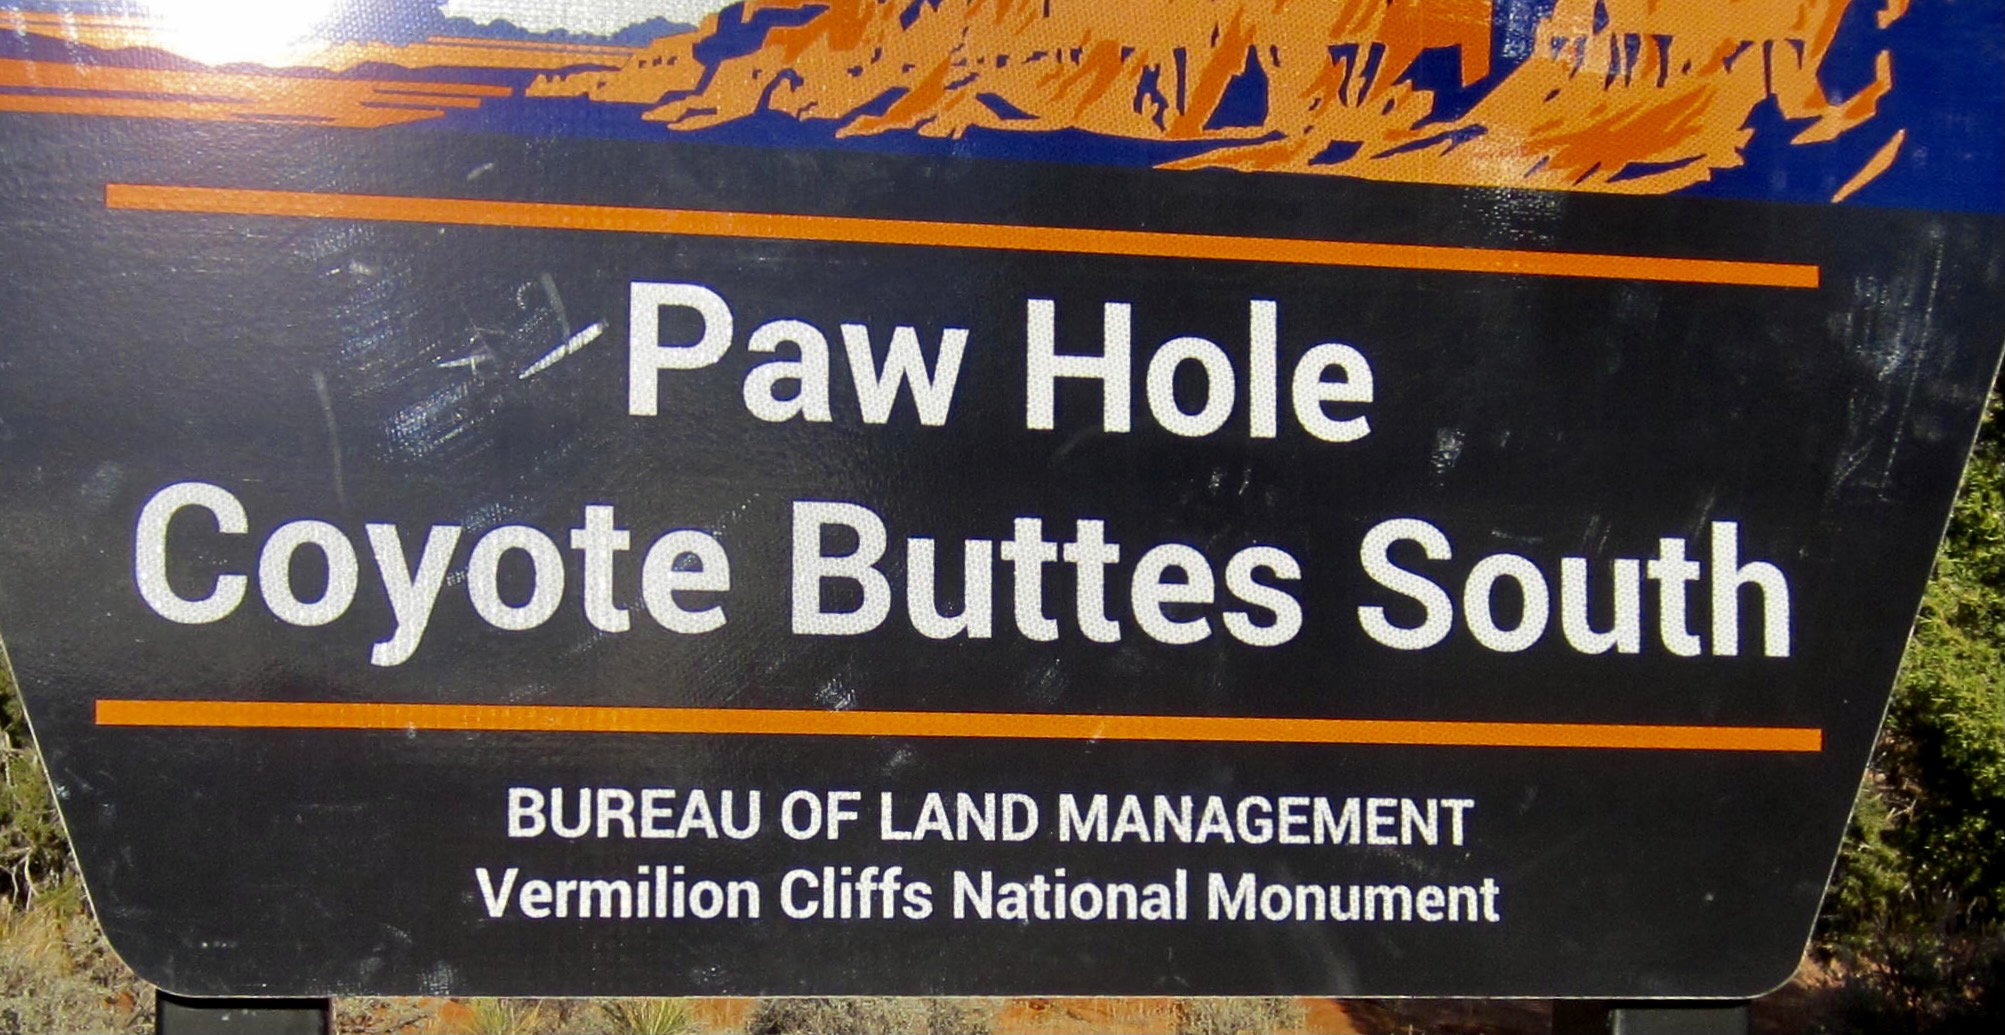 Paw Hole
Coyote Buttes South
BUREAU OF LAND MANAGEMENT
Vermilion Cliffs National Monument